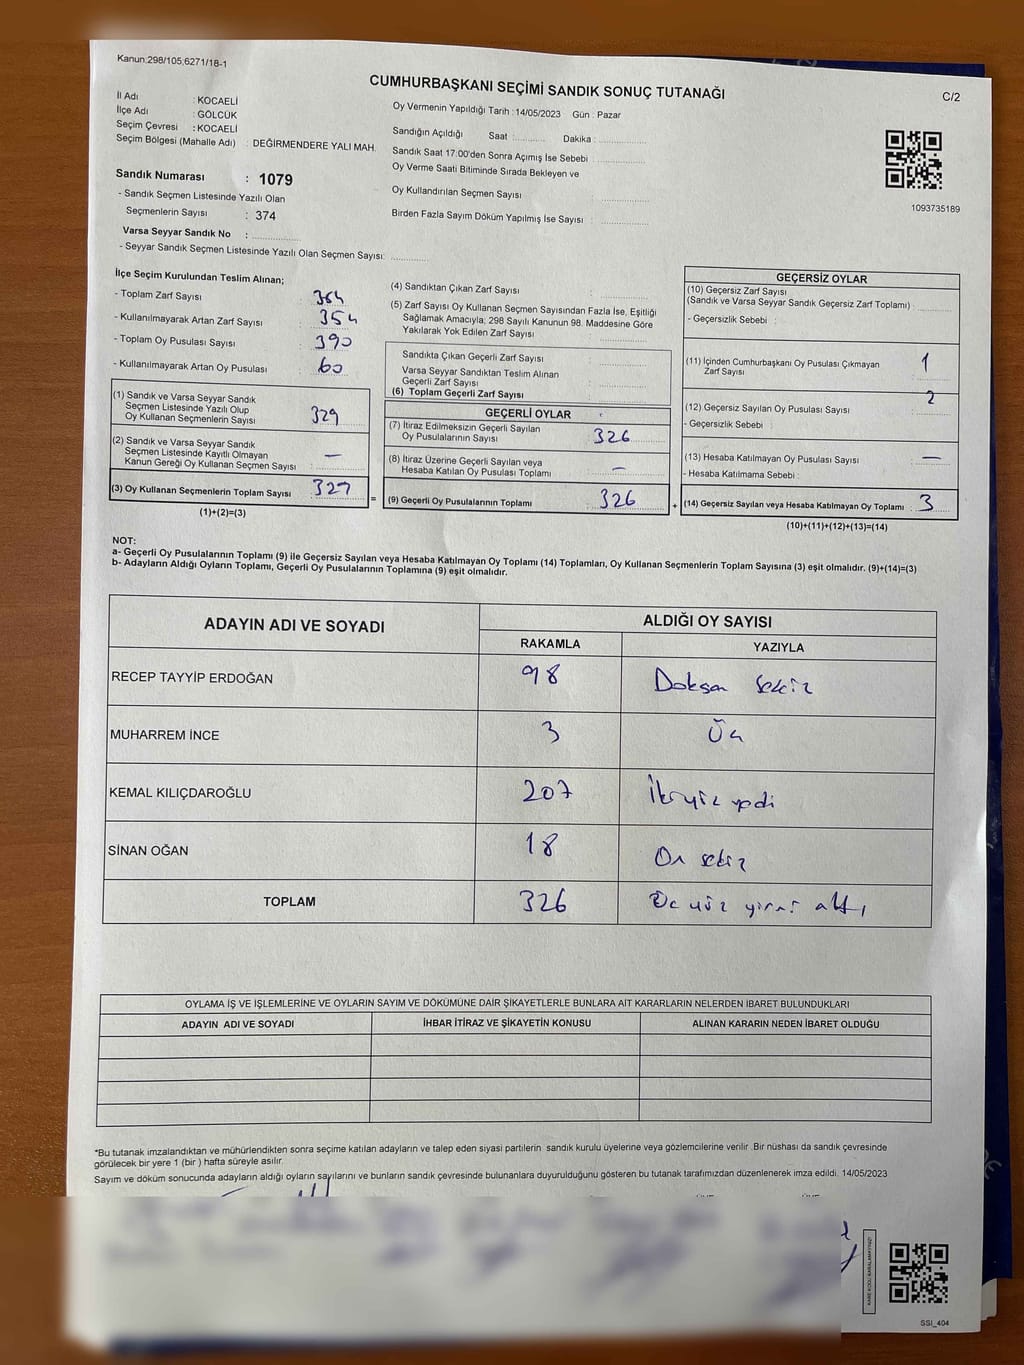 Kanun:298/105;6271/18-1
CUMHURBAŞKANI SEÇİMİ SANDIK SONUÇ TUTANAĞI
C/2
İl Adı : KOCAELİ
İlçe Adı : GÖLCÜK
Seçim Çevresi : KOCAELİ
Seçim Bölgesi (Mahalle Adı) : DEĞİRMENDERE YALI MAH.
Sandık Numarası : 1079
- Sandık Seçmen Listesinde Yazılı Olan
Seçmenlerin Sayısı : 374
Varsa Seyyar Sandık No :
- Seyyar Sandık Seçmen Listesinde Yazılı Olan Seçmen Sayısı:
Oy Vermenin Yapıldığı Tarih : 14/05/2023 Gün : Pazar
Sandığın Açıldığı Saat : Dakika :
Sandık Saat 17:00'den Sonra Açımış İse Sebebi :
Oy Verme Saati Bitiminde Sırada Bekleyen ve
Oy Kullandırılan Seçmen Sayısı :
Birden Fazla Sayım Döküm Yapılmış İse Sayısı :
1093735189
İlçe Seçim Kurulundan Teslim Alınan;
- Toplam Zarf Sayısı :
- Kullanılmayarak Artan Zarf Sayısı : 354
- Toplam Oy Pusulası Sayısı : 390
- Kullanılmayarak Artan Oy Pusulası : 60
(1) Sandık ve Varsa Seyyar Sandık
Seçmen Listesinde Yazılı Olup
Oy Kullanan Seçmenlerin Sayısı : 329
(2) Sandık ve Varsa Seyyar Sandık
Seçmen Listesinde Kayıtlı Olmayan
Kanun Gereği Oy Kullanan Seçmen Sayısı : —
(3) Oy Kullanan Seçmenlerin Toplam Sayısı :
(1)+(2)=(3)
(4) Sandıktan Çıkan Zarf Sayısı :
(5) Zarf Sayısı Oy Kullanan Seçmen Sayısından Fazla İse, Eşitliği
Sağlamak Amacıyla; 298 Sayılı Kanunun 98. Maddesine Göre
Yakılarak Yok Edilen Zarf Sayısı :
Sandıkta Çıkan Geçerli Zarf Sayısı :
Varsa Seyyar Sandıktan Teslim Alınan
Geçerli Zarf Sayısı :
(6) Toplam Geçerli Zarf Sayısı :
GEÇERLİ OYLAR
(7) İtiraz Edilmeksizin Geçerli Sayılan
Oy Pusulalarının Sayısı : 326
(8) İtiraz Üzerine Geçerli Sayılan veya
Hesaba Katılan Oy Pusulası Toplamı : —
= (9) Geçerli Oy Pusulalarının Toplamı : 326
GEÇERSİZ OYLAR
(10) Geçersiz Zarf Sayısı
(Sandık ve Varsa Seyyar Sandık Geçersiz Zarf Toplamı) :
- Geçersizlik Sebebi :
(11) İçinden Cumhurbaşkanı Oy Pusulası Çıkmayan
Zarf Sayısı : 1
(12) Geçersiz Sayılan Oy Pusulası Sayısı : 2
- Geçersizlik Sebebi :
(13) Hesaba Katılmayan Oy Pusulası Sayısı : —
- Hesaba Katılmama Sebebi :
+ (14) Geçersiz Sayılan veya Hesaba Katılmayan Oy Toplamı : 3
(10)+(11)+(12)+(13)=(14)
NOT:
a- Geçerli Oy Pusulalarının Toplamı (9) ile Geçersiz Sayılan veya Hesaba Katılmayan Oy Toplamı (14) Toplamları, Oy Kullanan Seçmenlerin Toplam Sayısına (3) eşit olmalıdır. (9)+(14)=(3)
b- Adayların Aldığı Oyların Toplamı, Geçerli Oy Pusulalarının Toplamına (9) eşit olmalıdır.
ADAYIN ADI VE SOYADI ALDIĞI OY SAYISI
RAKAMLA YAZIYLA
RECEP TAYYİP ERDOĞAN 98 Doksan sekiz
MUHARREM İNCE 3 Üç
KEMAL KILIÇDAROĞLU 207 İkiyüz yedi
SİNAN OĞAN 18 On sekiz
TOPLAM 326 Üç yüz yirmi altı
OYLAMA İŞ VE İŞLEMLERİNE VE OYLARIN SAYIM VE DÖKÜMÜNE DAİR ŞİKAYETLERLE BUNLARA AİT KARARLARIN NELERDEN İBARET BULUNDUKLARI
ADAYIN ADI VE SOYADI İHBAR İTİRAZ VE ŞİKAYETİN KONUSU ALINAN KARARIN NEDEN İBARET OLDUĞU
*Bu tutanak imzalandıktan ve mühürlendikten sonra seçime katılan adayların ve talep eden siyasi partilerin sandık kurulu üyelerine veya gözlemcilerine verilir. Bir nüshası da sandık çevresinde
görülecek bir yere 1 (bir ) hafta süreyle asılır.
Sayım ve döküm sonucunda adayların aldığı oyların sayılarını ve bunların sandık çevresinde bulunanlara duyurulduğunu gösteren bu tutanak tarafımızdan düzenlenerek imza edildi. 14/05/2023
KARE KODU KARALAMAYINIZ!
SSI_404